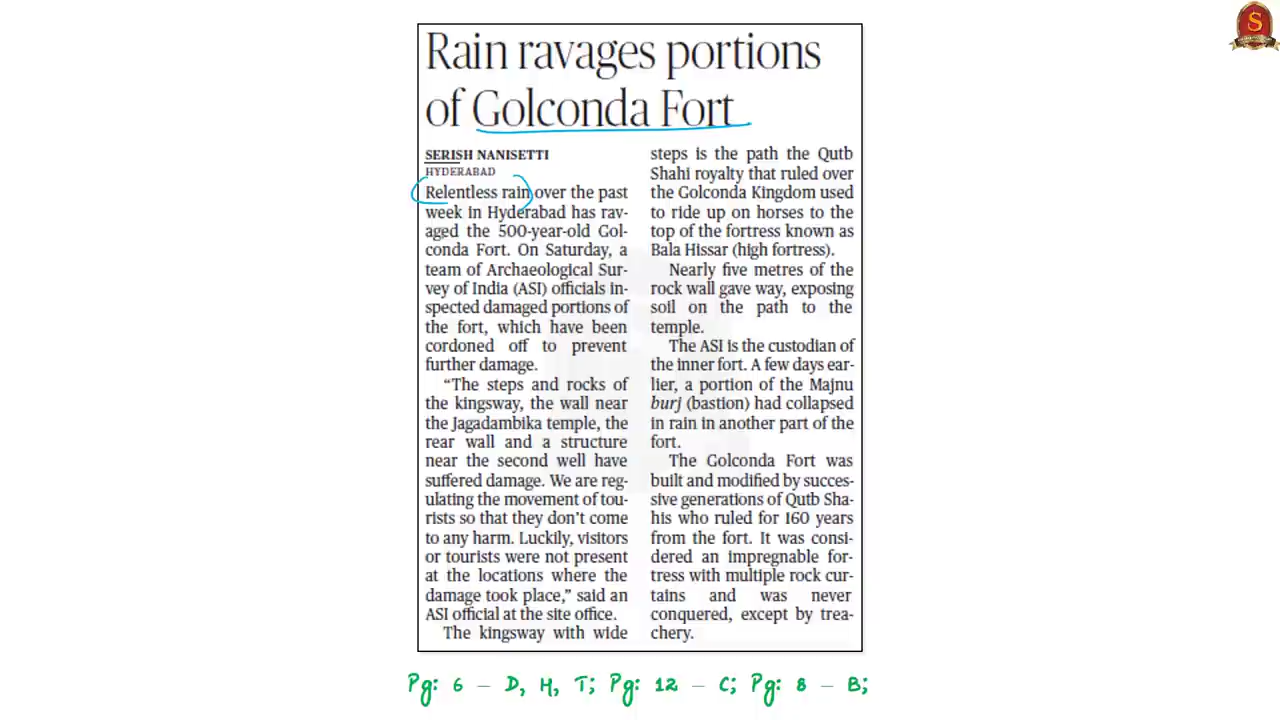 Rain ravages portions
of Golconda Fort
SERISH NANISETTI
HYDERABAD
Relentless rain over the past
week in Hyderabad has rav-
aged the 500-year-old Gol-
conda Fort. On Saturday, a
team of Archaeological Sur-
vey of India (ASI) officials in-
spected damaged portions of
the fort, which have been
cordoned off to prevent
further damage.
“The steps and rocks of
the kingsway, the wall near
the Jagadambika temple, the
rear wall and a structure
near the second well have
suffered damage. We are reg-
ulating the movement of tou-
rists so that they don’t come
to any harm. Luckily, visitors
or tourists were not present
at the locations where the
damage took place,” said an
ASI official at the site office.
The kingsway with wide
steps is the path the Qutb
Shahi royalty that ruled over
the Golconda Kingdom used
to ride up on horses to the
top of the fortress known as
Bala Hissar (high fortress).
Nearly five metres of the
rock wall gave way, exposing
soil on the path to the
temple.
The ASI is the custodian of
the inner fort. A few days ear-
lier, a portion of the Majnu
burj (bastion) had collapsed
in rain in another part of the
fort.
The Golconda Fort was
built and modified by succes-
sive generations of Qutb Sha-
his who ruled for 160 years
from the fort. It was consi-
dered an impregnable for-
tress with multiple rock cur-
tains and was never
conquered, except by trea-
chery.
Pg: 6 – D, H, T; Pg: 12 – C; Pg: 8 – B;
S